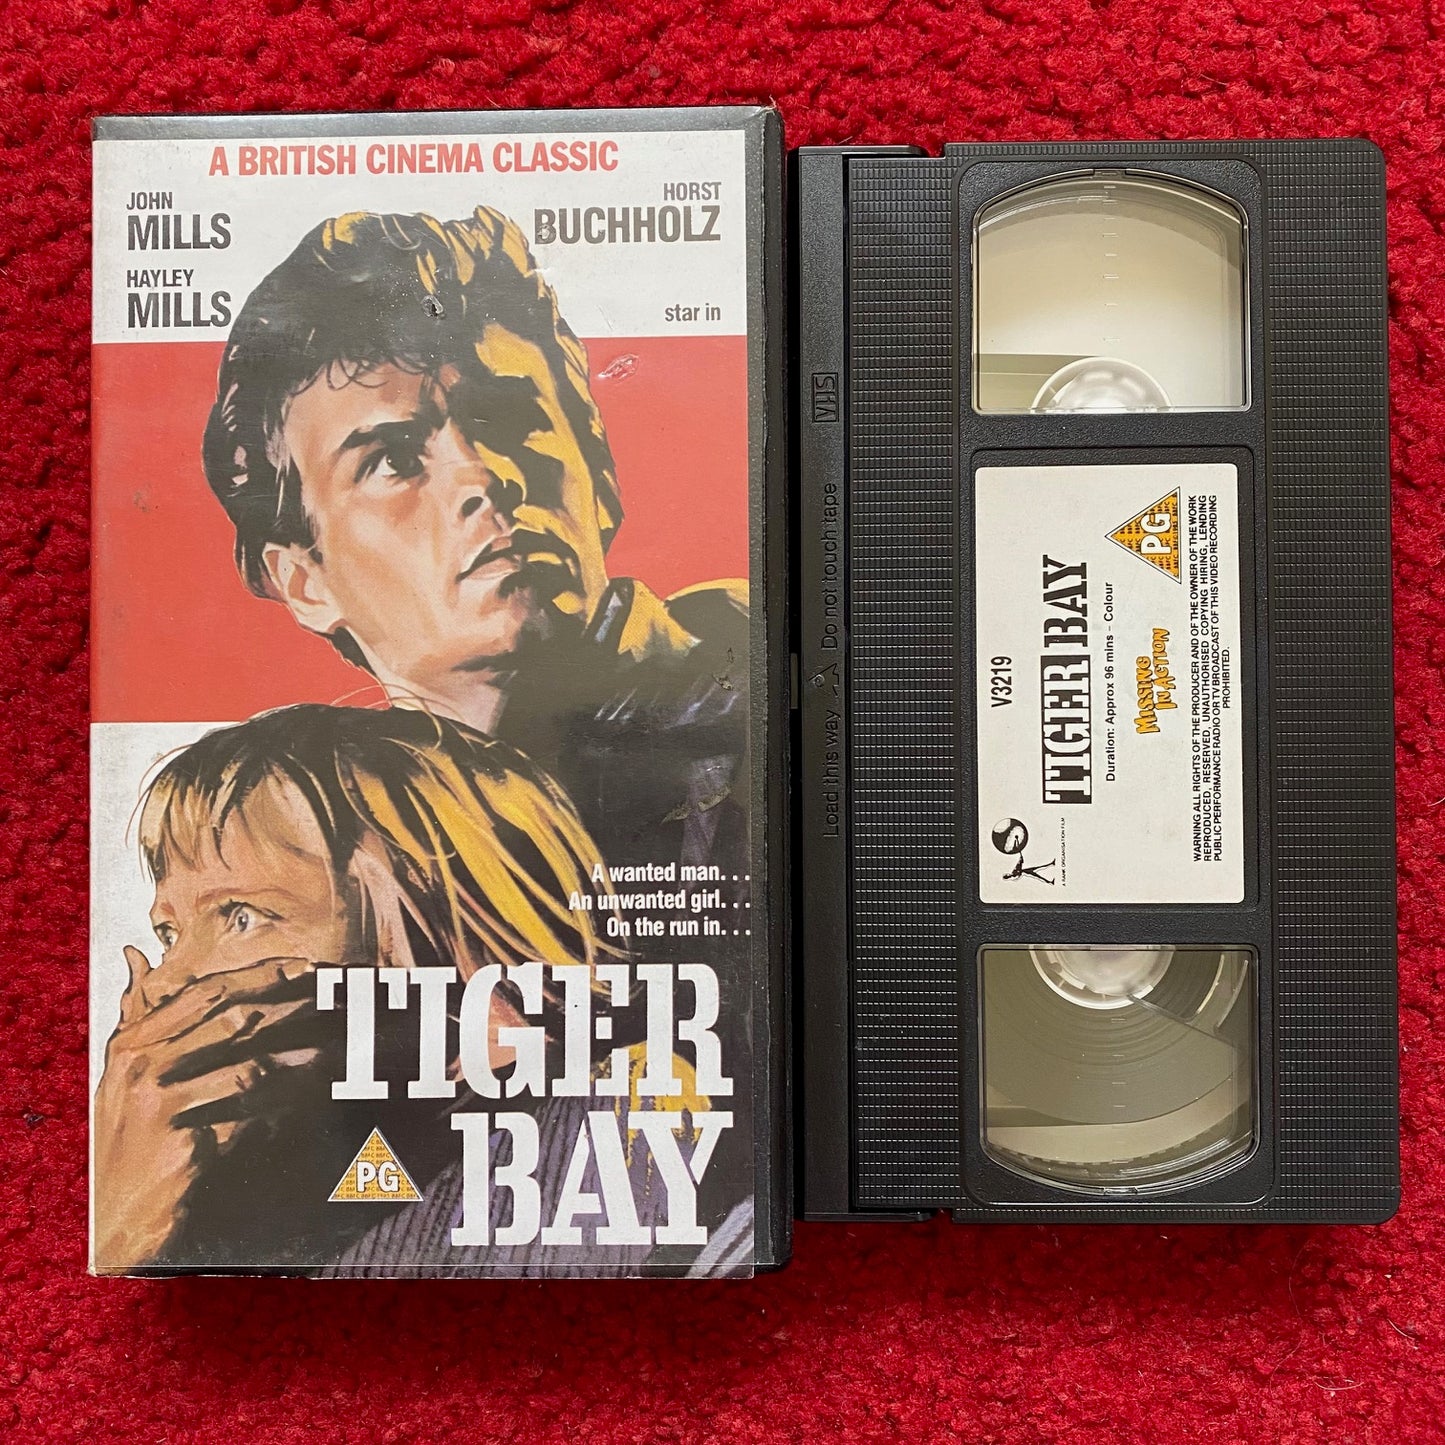 A BRITISH CINEMA CLASSIC
JOHN
MILLS
HORST
BUCHHOLZ
HAYLEY
MILLS
star in
A wanted man. . .
An unwanted girl. . .
On the run in. . .
TIGER
BAY
PG
VHS
Load this way
Do not touch tape
V3219
TIGER BAY
Duration: Approx 96 mins - Colour
MISSING
IN ACTION
PG
A RANK ORGANISATION FILM
WARNING ALL RIGHTS OF THE PRODUCER AND OF THE OWNER OF THE WORK
REPRODUCED, RESERVED, UNAUTHORISED COPYING HIRING, LENDING
PUBLIC PERFORMANCE RADIO OR TV BROADCAST OF THIS VIDEO RECORDING
PROHIBITED.